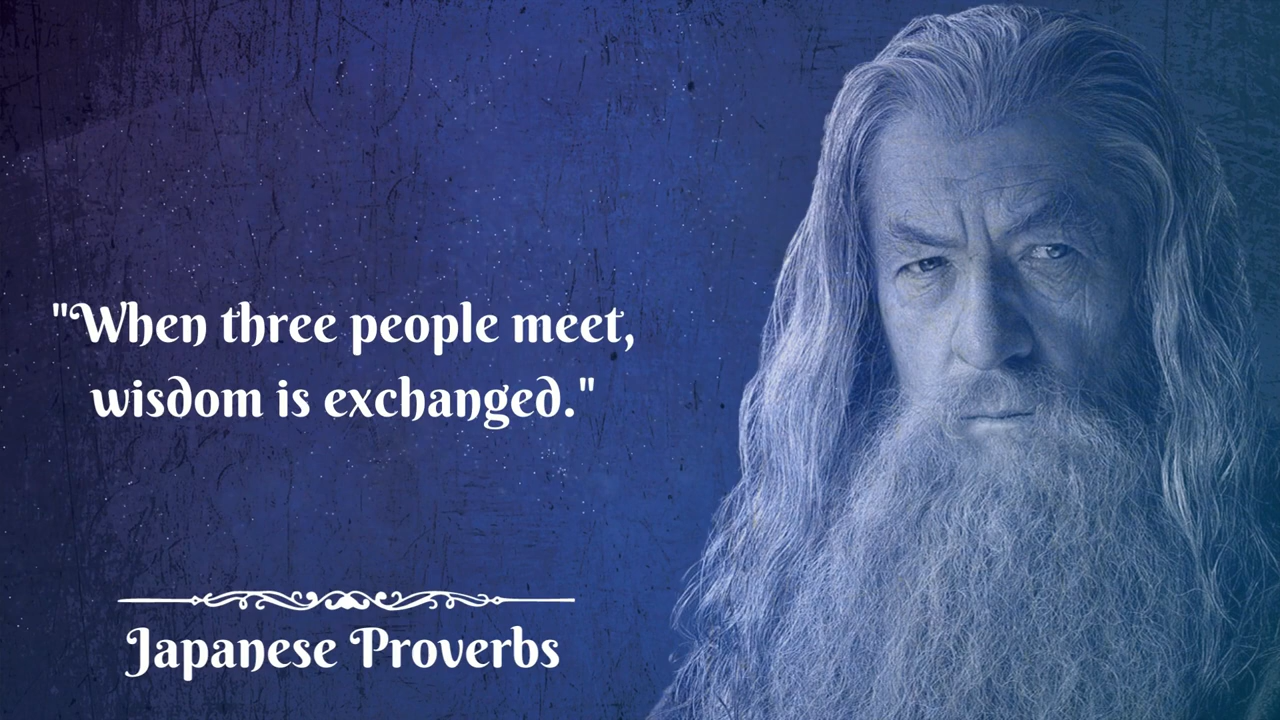 "When three people meet,
wisdom is exchanged."
Japanese Proverbs